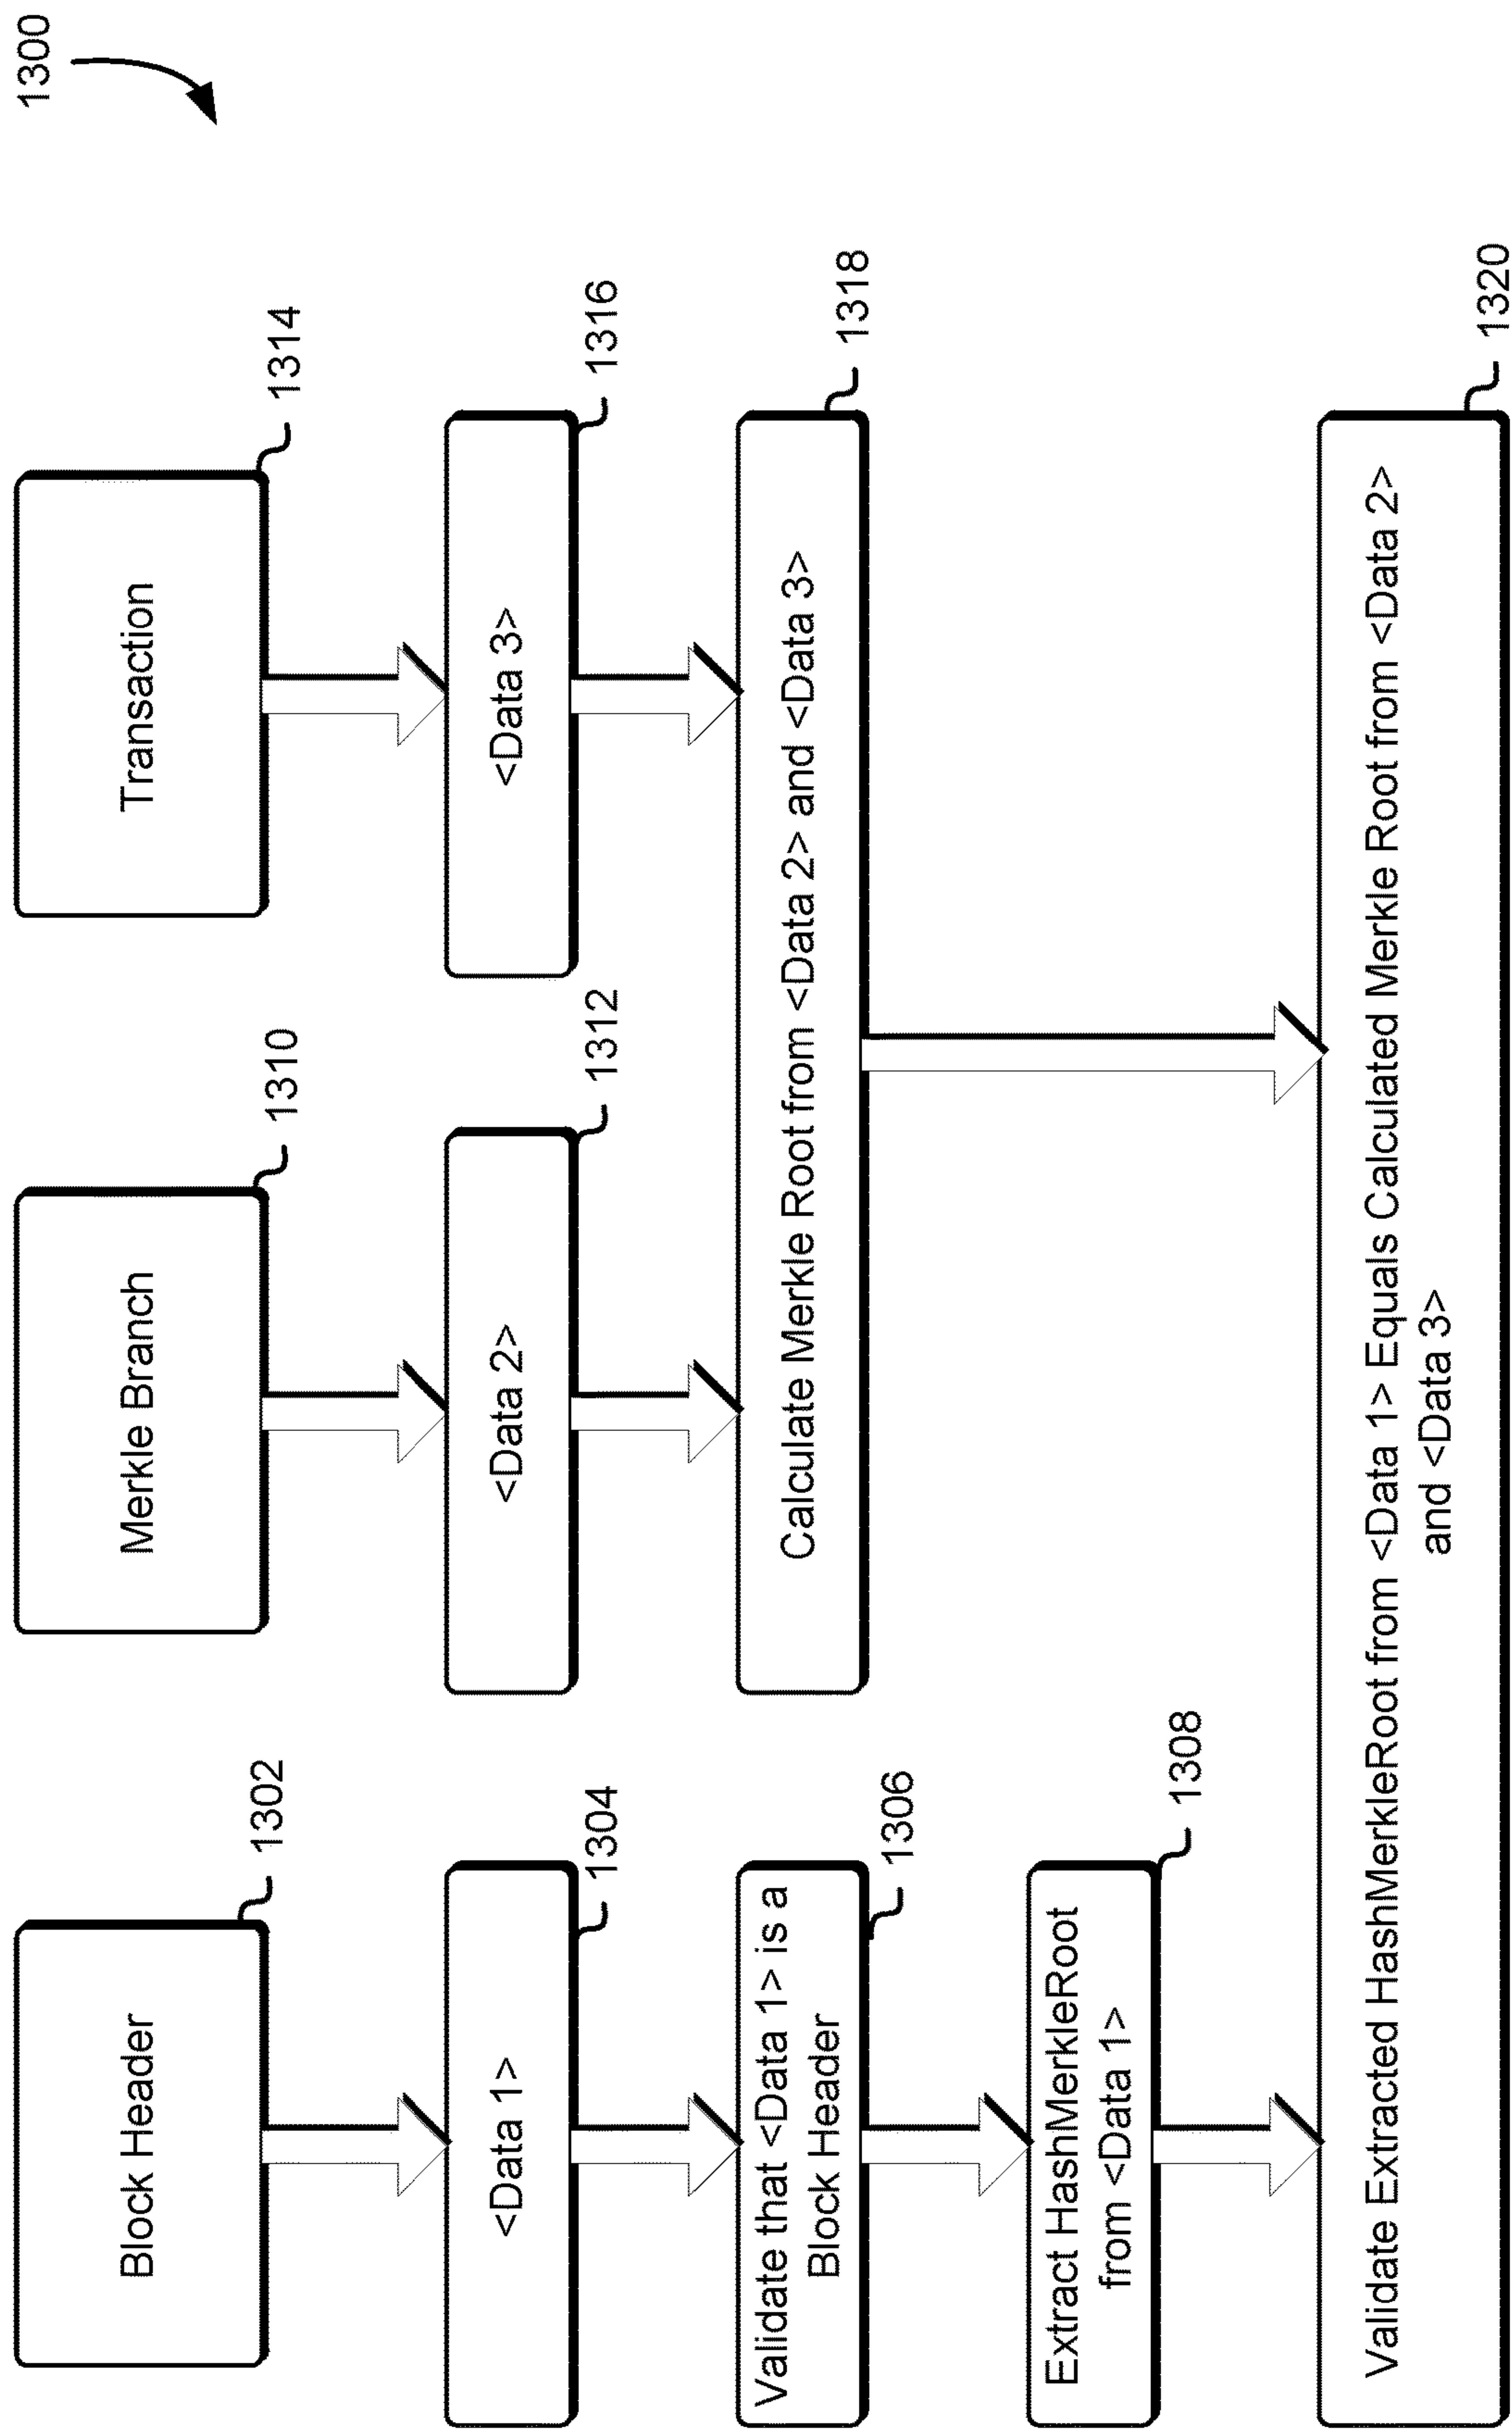 1300
Block Header
1302
Merkle Branch
1310
Transaction
1314
<Data 1>
1304
<Data 2>
1312
<Data 3>
1316
Validate that <Data 1> is a
Block Header
1306
Calculate Merkle Root from <Data 2> and <Data 3>
1318
Extract HashMerkleRoot
from <Data 1>
1308
Validate Extracted HashMerkleRoot from <Data 1> Equals Calculated Merkle Root from <Data 2>
and <Data 3>
1320